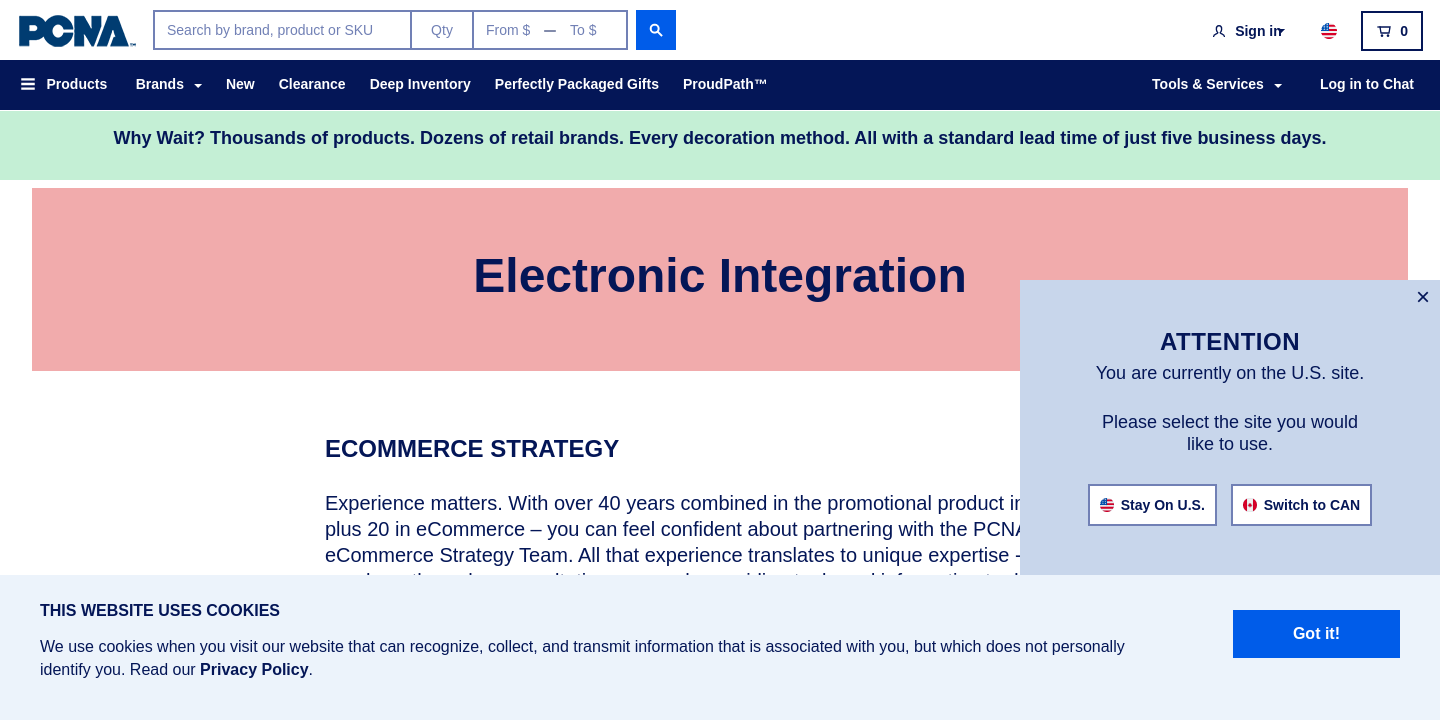 PCNA™
Search by brand, product or SKU
Qty
From $ — To $
Sign in
0
Products
Brands
New
Clearance
Deep Inventory
Perfectly Packaged Gifts
ProudPath™
Tools & Services
Log in to Chat
Why Wait? Thousands of products. Dozens of retail brands. Every decoration method. All with a standard lead time of just five business days.
Electronic Integration
ECOMMERCE STRATEGY
Experience matters. With over 40 years combined in the promotional product
plus 20 in eCommerce – you can feel confident about partnering with the PCNA
eCommerce Strategy Team. All that experience translates to unique expertise
×
ATTENTION
You are currently on the U.S. site.
Please select the site you would
like to use.
Stay On U.S.
Switch to CAN
THIS WEBSITE USES COOKIES
We use cookies when you visit our website that can recognize, collect, and transmit information that is associated with you, but which does not personally
identify you. Read our Privacy Policy.
Got it!